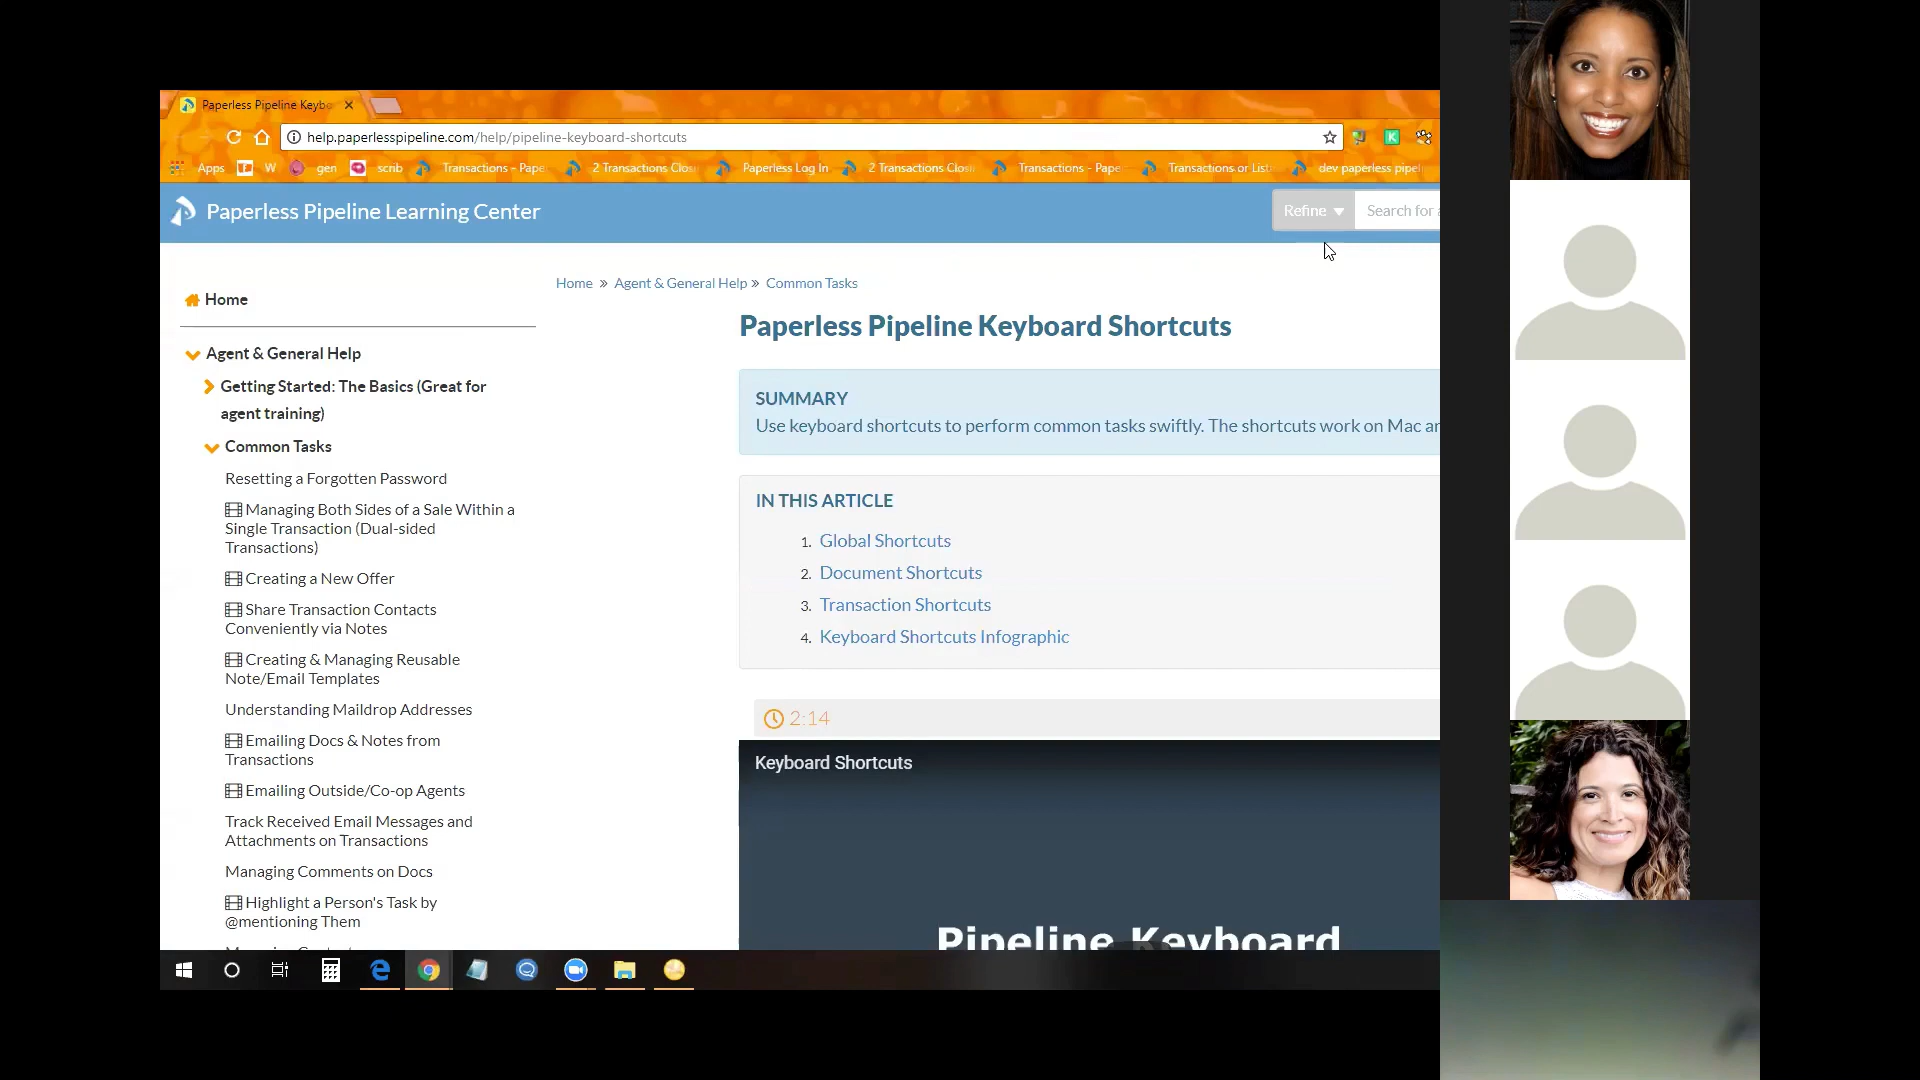 Paperless Pipeline Keybo
help.paperlesspipeline.com/help/pipeline-keyboard-shortcuts
Apps W gen scrib Transactions - Pape 2 Transactions Clos Paperless Log In 2 Transactions Closi Transactions - Pape Transactions or List dev paperless pipel
Paperless Pipeline Learning Center
Refine
Search for a
Home » Agent & General Help » Common Tasks
Home
Paperless Pipeline Keyboard Shortcuts
Agent & General Help
Getting Started: The Basics (Great for
agent training)
Common Tasks
Resetting a Forgotten Password
Managing Both Sides of a Sale Within a
Single Transaction (Dual-sided
Transactions)
Creating a New Offer
Share Transaction Contacts
Conveniently via Notes
Creating & Managing Reusable
Note/Email Templates
Understanding Maildrop Addresses
Emailing Docs & Notes from
Transactions
Emailing Outside/Co-op Agents
Track Received Email Messages and
Attachments on Transactions
Managing Comments on Docs
Highlight a Person's Task by
@mentioning Them
SUMMARY
Use keyboard shortcuts to perform common tasks swiftly. The shortcuts work on Mac an
IN THIS ARTICLE
1. Global Shortcuts
2. Document Shortcuts
3. Transaction Shortcuts
4. Keyboard Shortcuts Infographic
2:14
Keyboard Shortcuts
Pipeline Keyboard